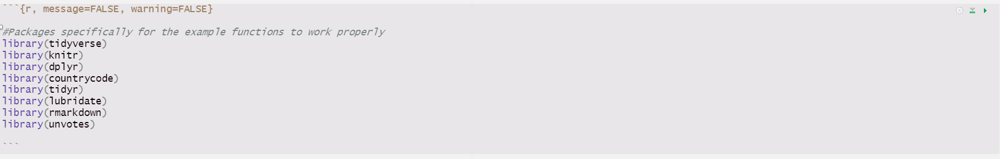 ```{r, message=FALSE, warning=FALSE}
#Packages specifically for the example functions to work properly
library(tidyverse)
library(knitr)
library(dplyr)
library(countrycode)
library(tidyr)
library(lubridate)
library(rmarkdown)
library(unvotes)
```